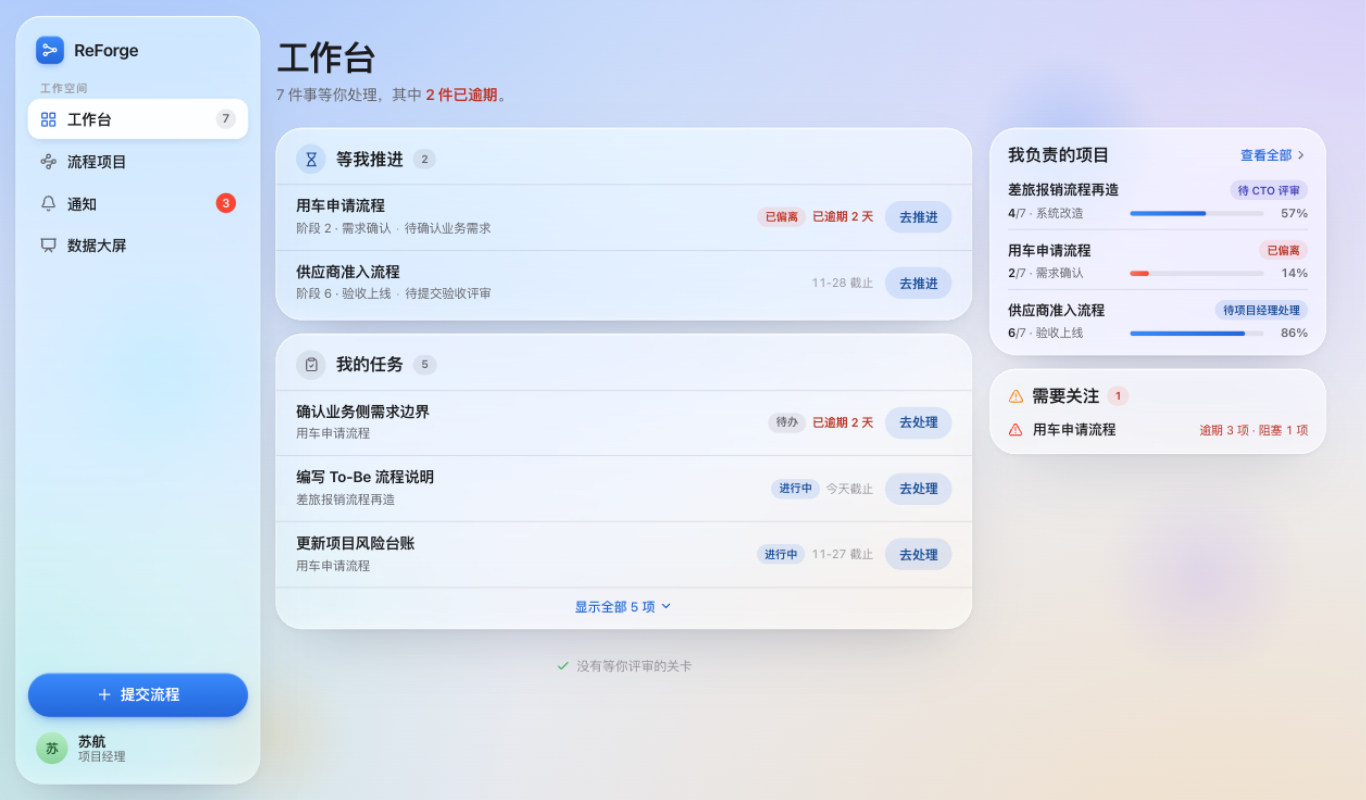 ReForge
工作空间
工作台 7
流程项目
通知 3
数据大屏
提交流程
苏 苏航
项目经理
工作台
7 件事等你处理，其中 2 件已逾期。
等我推进 2
用车申请流程
阶段 2 · 需求确认 · 待确认业务需求
已偏离 已逾期 2 天 去推进
供应商准入流程
阶段 6 · 验收上线 · 待提交验收评审
11-28 截止 去推进
我的任务 5
确认业务侧需求边界
用车申请流程
待办 已逾期 2 天 去处理
编写 To-Be 流程说明
差旅报销流程再造
进行中 今天截止 去处理
更新项目风险台账
用车申请流程
进行中 11-27 截止 去处理
显示全部 5 项
没有等你评审的关卡
我负责的项目 查看全部
差旅报销流程再造 待 CTO 评审
4/7 · 系统改造 57%
用车申请流程 已偏离
2/7 · 需求确认 14%
供应商准入流程 待项目经理处理
6/7 · 验收上线 86%
需要关注 1
用车申请流程 逾期 3 项 · 阻塞 1 项